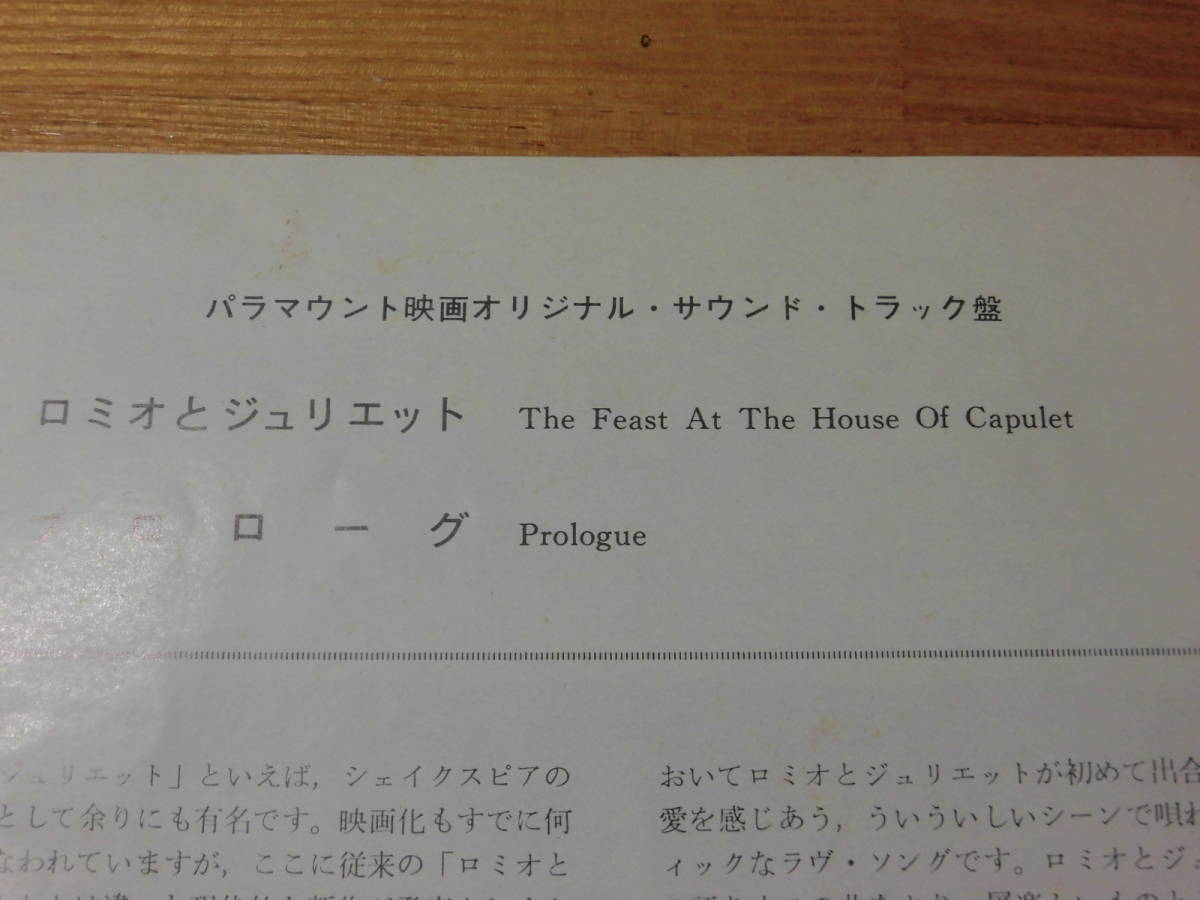 パラマウント映画オリジナル・サウンド・トラック盤
ロミオとジュリエット The Feast At The House Of Capulet
プロローグ Prologue
ジュリエット」といえば，シェイクスピアの
として余りにも有名です。映画化もすでに何
なわれていますが，ここに従来の「ロミオと
おいてロミオとジュリエットが初めて出合
愛を感じあう，ういういしいシーンで唄わ
ィックなラヴ・ソングです。ロミオとジュ